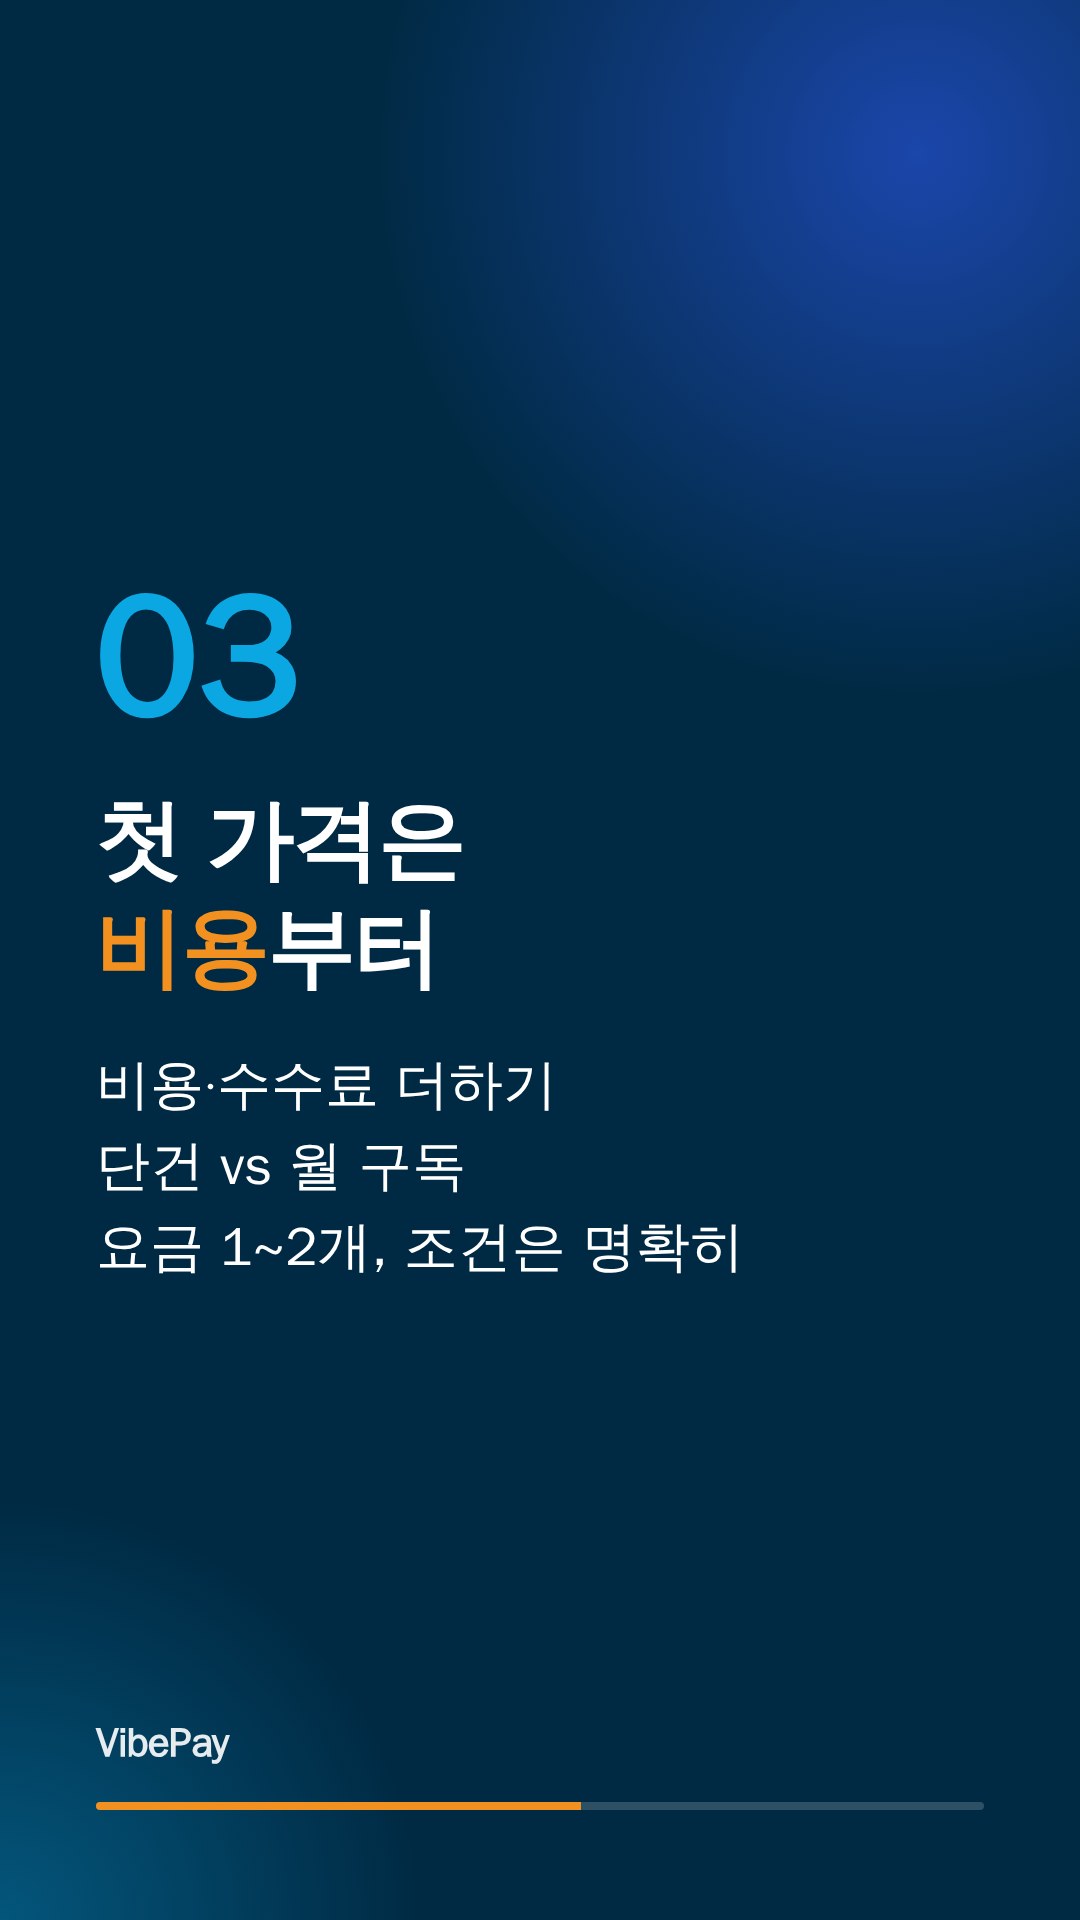 03
첫 가격은
비용부터
비용·수수료 더하기
단건 vs 월 구독
요금 1~2개, 조건은 명확히
VibePay